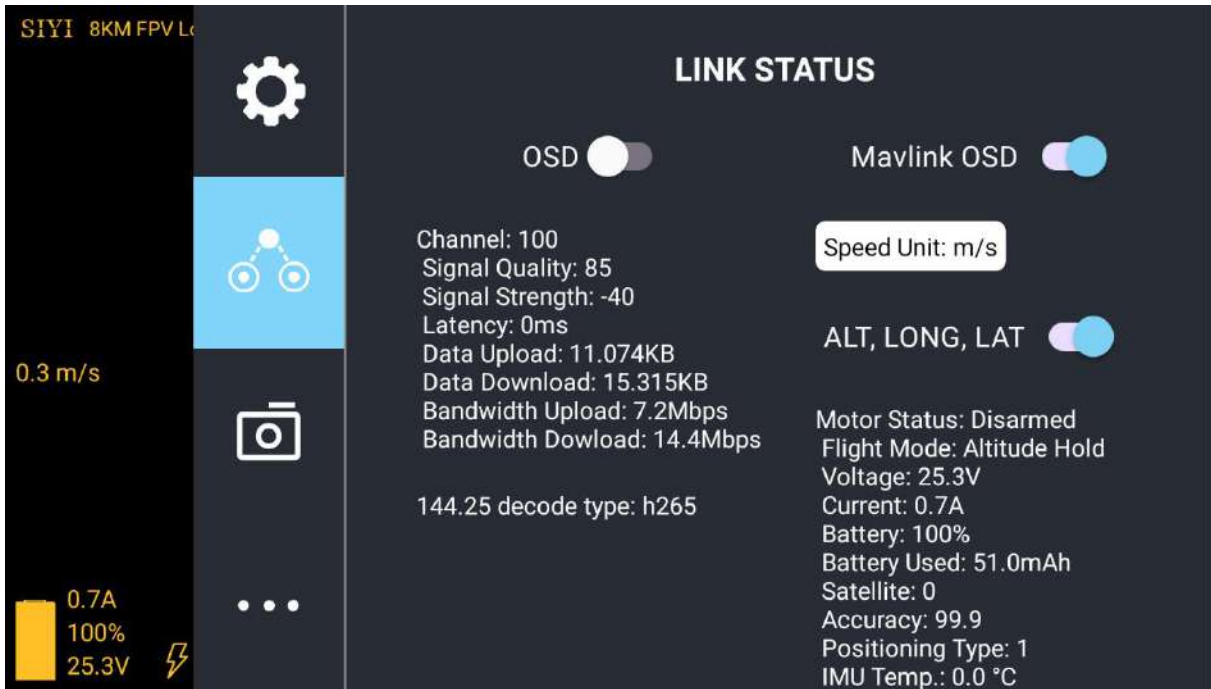 SIYI 8KM FPV
LINK STATUS
OSD
Mavlink OSD
Channel: 100
Signal Quality: 85
Signal Strength: -40
Latency: 0ms
Data Upload: 11.074KB
Data Download: 15.315KB
Bandwidth Upload: 7.2Mbps
Bandwidth Dowload: 14.4Mbps
144.25 decode type: h265
Speed Unit: m/s
ALT, LONG, LAT
Motor Status: Disarmed
Flight Mode: Altitude Hold
Voltage: 25.3V
Current: 0.7A
Battery: 100%
Battery Used: 51.0mAh
Satellite: 0
Accuracy: 99.9
Positioning Type: 1
IMU Temp.: 0.0 °C
0.3 m/s
0.7A
100%
25.3V